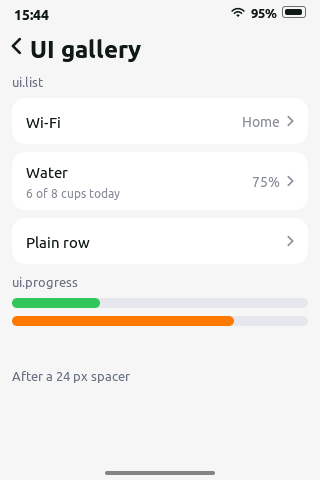 15:44
95%
UI gallery
ui.list
Wi-Fi
Home
Water
6 of 8 cups today
75%
Plain row
ui.progress
After a 24 px spacer